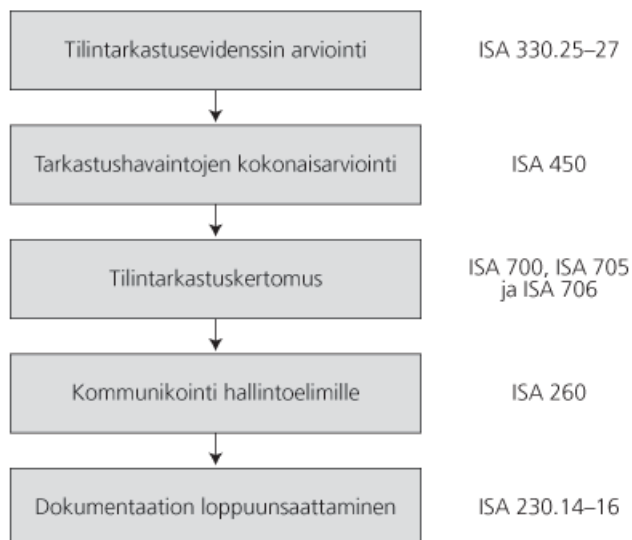 Tilintarkastusevidenssin arviointi
ISA 330.25–27
Tarkastushavaintojen kokonaisarviointi
ISA 450
Tilintarkastuskertomus
ISA 700, ISA 705
ja ISA 706
Kommunikointi hallintoelimille
ISA 260
Dokumentaation loppuunsaattaminen
ISA 230.14–16